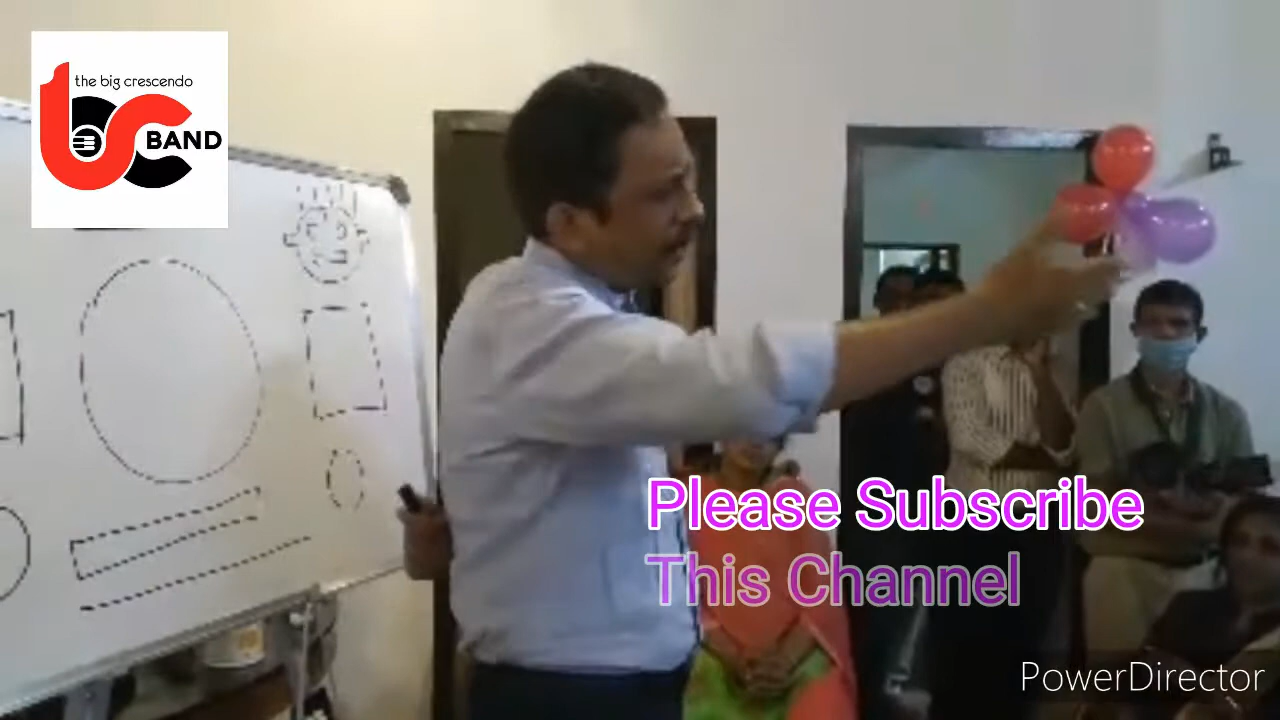 the big crescendo
BAND
Please Subscribe
This Channel
PowerDirector